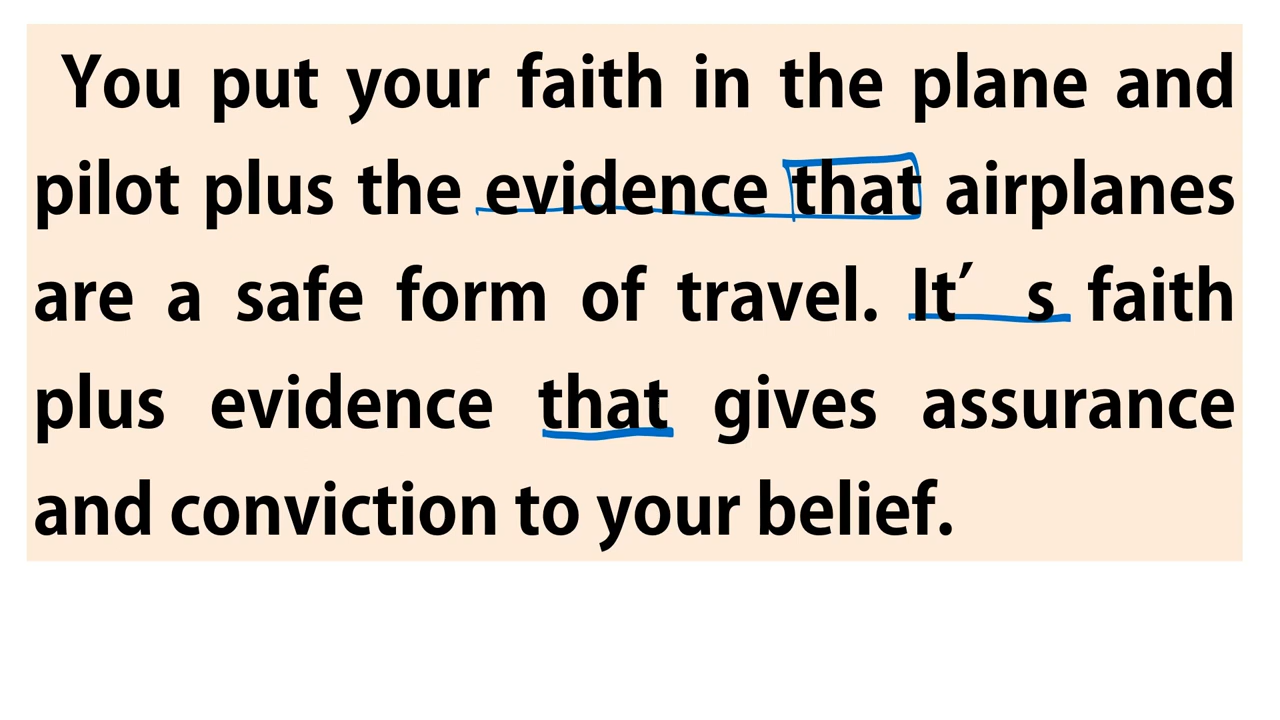 You put your faith in the plane and
pilot plus the evidence that airplanes
are a safe form of travel. It′ s faith
plus evidence that gives assurance
and conviction to your belief.